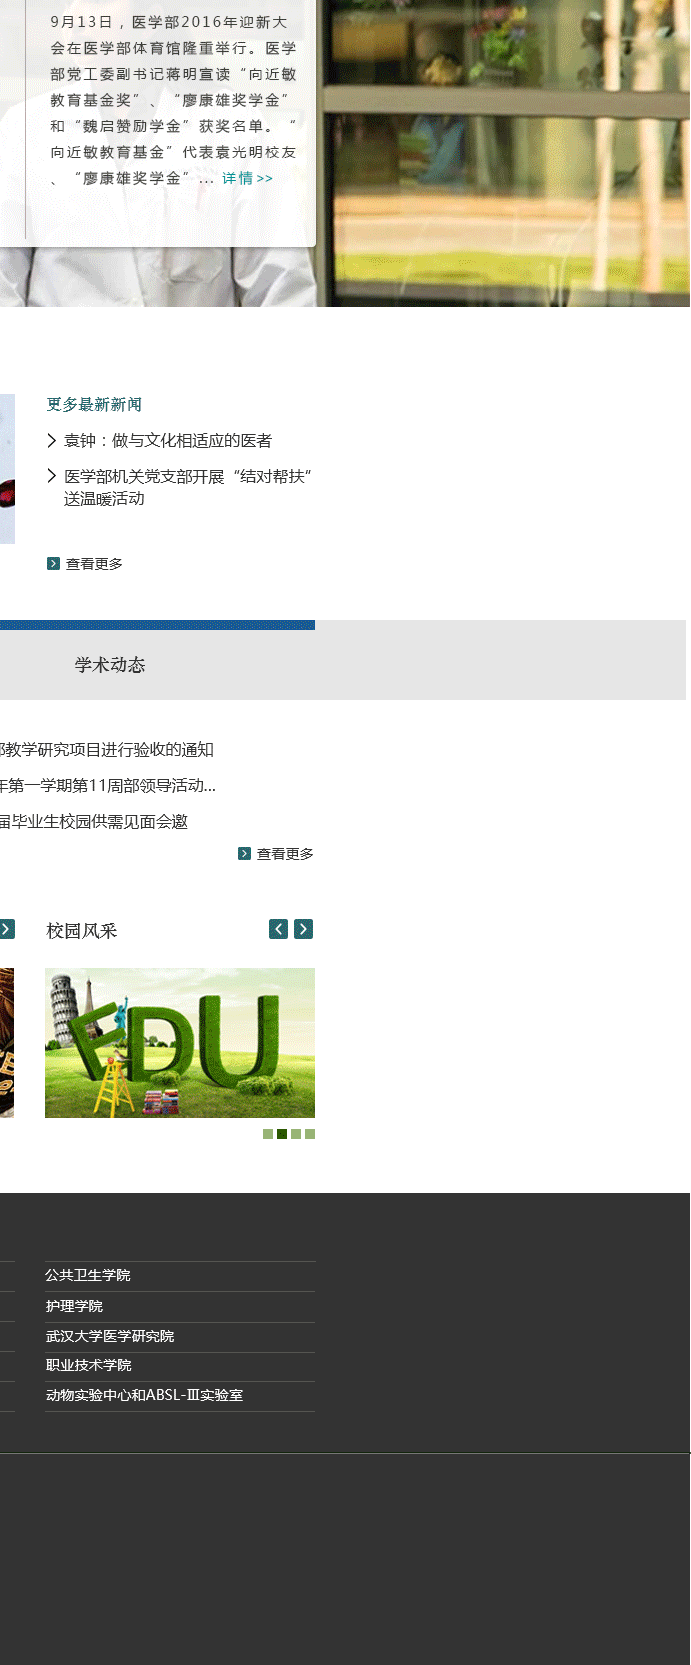 9月13日，医学部2016年迎新大
会在医学部体育馆隆重举行。医学
部党工委副书记蒋明宣读“向近敏
教育基金奖”、“廖康雄奖学金”
和“魏启赞励学金”获奖名单。“
向近敏教育基金”代表袁光明校友
、“廖康雄奖学金”... 详情>>
更多最新新闻
袁钟：做与文化相适应的医者
医学部机关党支部开展“结对帮扶”
送温暖活动
查看更多
学术动态
部教学研究项目进行验收的通知
年第一学期第11周部领导活动...
届毕业生校园供需见面会邀
查看更多
校园风采
EDU
公共卫生学院
护理学院
武汉大学医学研究院
职业技术学院
动物实验中心和ABSL-Ⅲ实验室